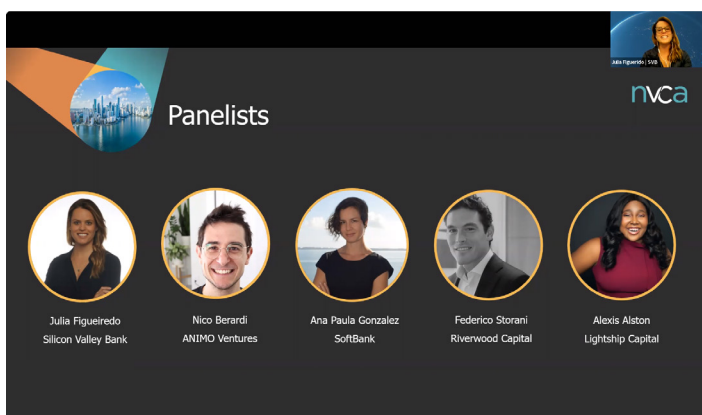 Julia Figueirdo | SVB
nvca
Panelists
Julia Figueiredo
Silicon Valley Bank
Nico Berardi
ANIMO Ventures
Ana Paula Gonzalez
SoftBank
Federico Storani
Riverwood Capital
Alexis Alston
Lightship Capital